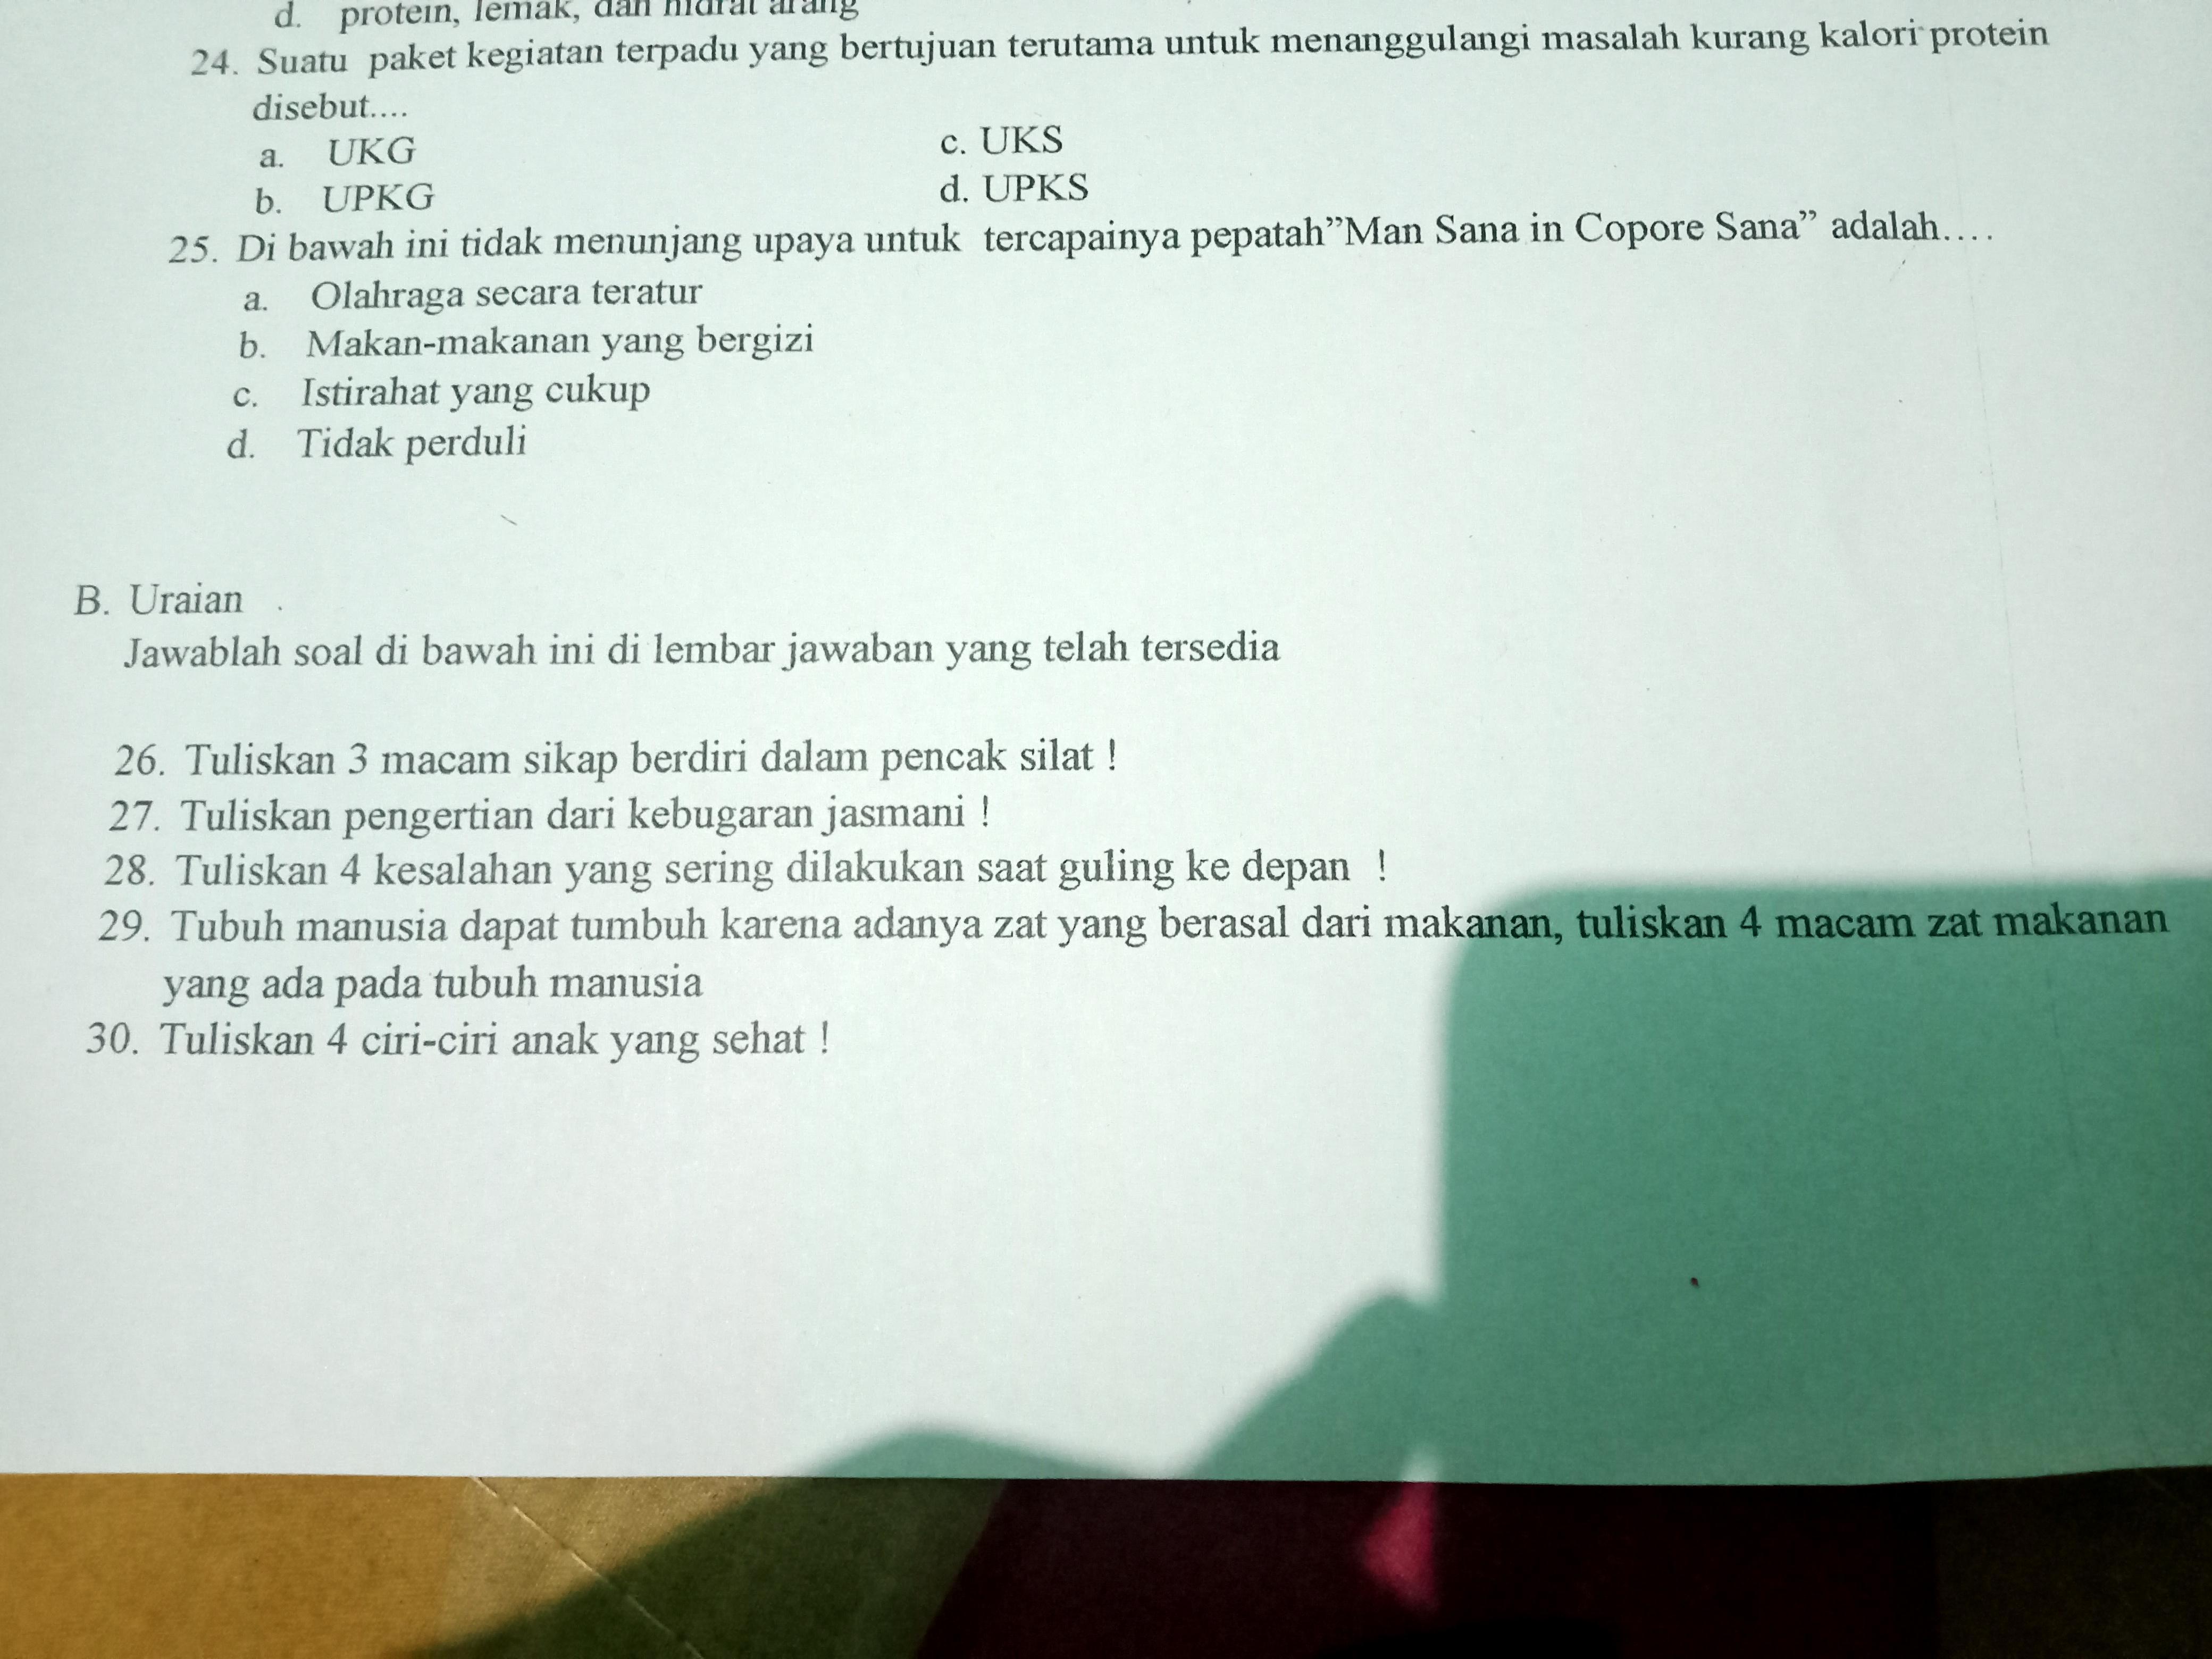 d. protein, lemak, dan hidrat arang
24. Suatu paket kegiatan terpadu yang bertujuan terutama untuk menanggulangi masalah kurang kalori protein
disebut....
a. UKG c. UKS
b. UPKG d. UPKS
25. Di bawah ini tidak menunjang upaya untuk tercapainya pepatah”Man Sana in Copore Sana” adalah....
a. Olahraga secara teratur
b. Makan-makanan yang bergizi
c. Istirahat yang cukup
d. Tidak perduli
B. Uraian
Jawablah soal di bawah ini di lembar jawaban yang telah tersedia
26. Tuliskan 3 macam sikap berdiri dalam pencak silat !
27. Tuliskan pengertian dari kebugaran jasmani !
28. Tuliskan 4 kesalahan yang sering dilakukan saat guling ke depan !
29. Tubuh manusia dapat tumbuh karena adanya zat yang berasal dari makanan, tuliskan 4 macam zat makanan
yang ada pada tubuh manusia
30. Tuliskan 4 ciri-ciri anak yang sehat !